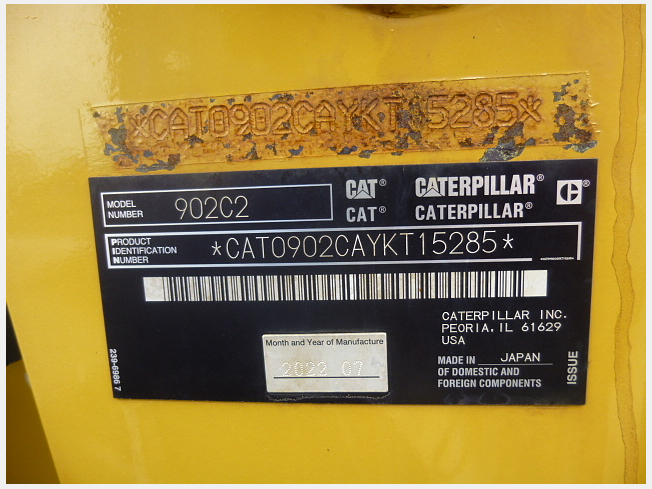 *CAT0902CAYKT15285*
CAT® CATERPILLAR®
MODEL NUMBER 902C2
CAT® CATERPILLAR®
PRODUCT IDENTIFICATION NUMBER *CAT0902CAYKT15285*
CATERPILLAR INC.
PEORIA, IL 61629
USA
Month and Year of Manufacture
2022 07
MADE IN JAPAN
OF DOMESTIC AND
FOREIGN COMPONENTS
ISSUE
239-6986 7